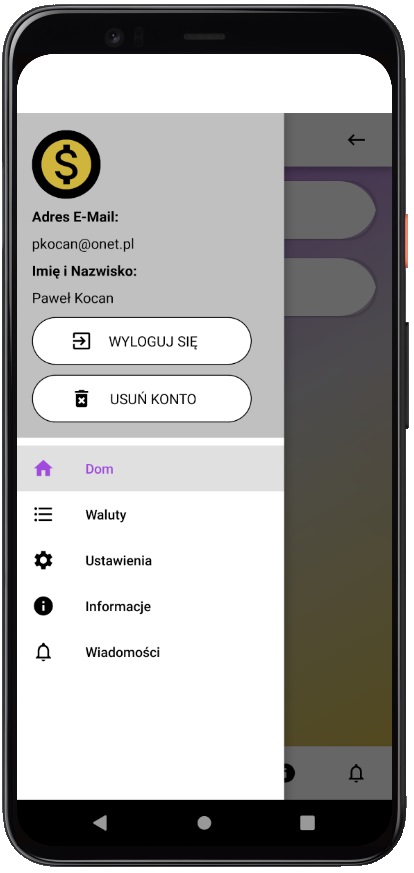 $
Adres E-Mail:
pkocan@onet.pl
Imię i Nazwisko:
Paweł Kocan
WYLOGUJ SIĘ
USUŃ KONTO
Dom
Waluty
Ustawienia
Informacje
Wiadomości